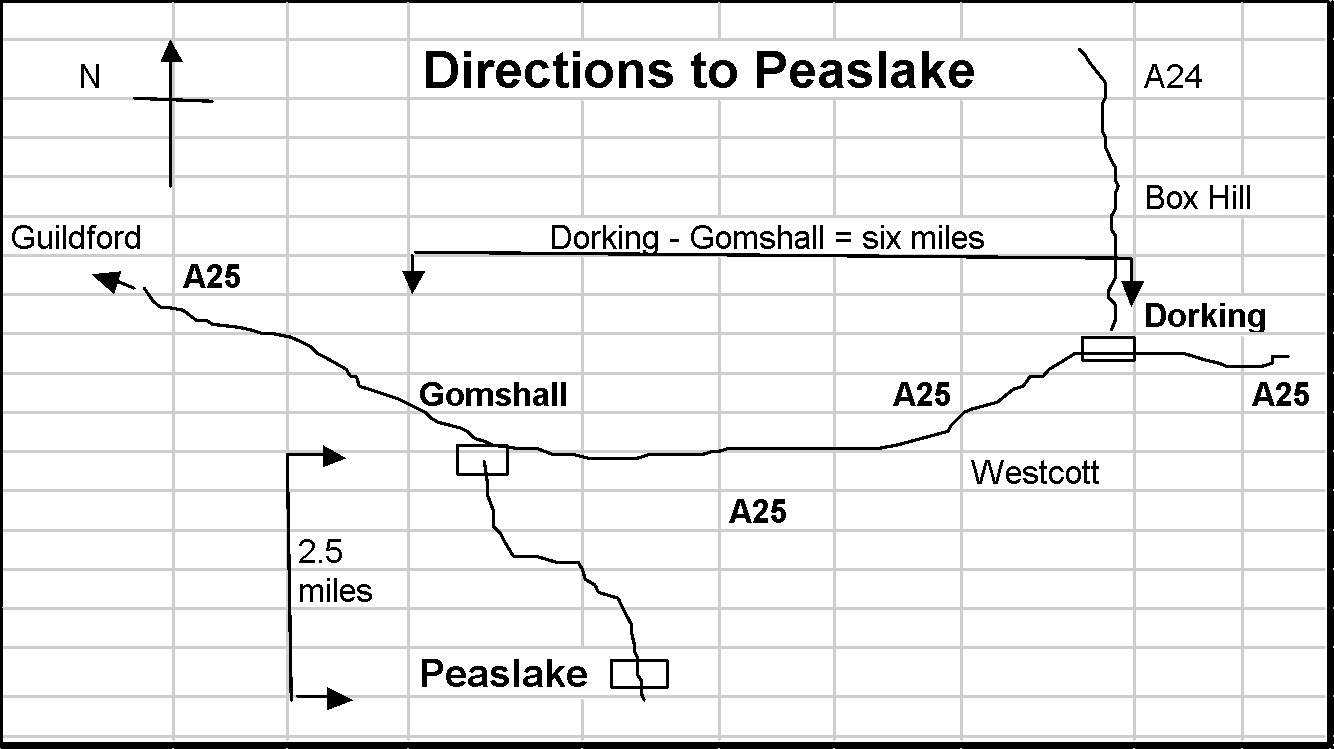 Directions to Peaslake
N
A24
Box Hill
Guildford
Dorking - Gomshall = six miles
A25
Dorking
Gomshall
A25
A25
Westcott
A25
2.5
miles
Peaslake